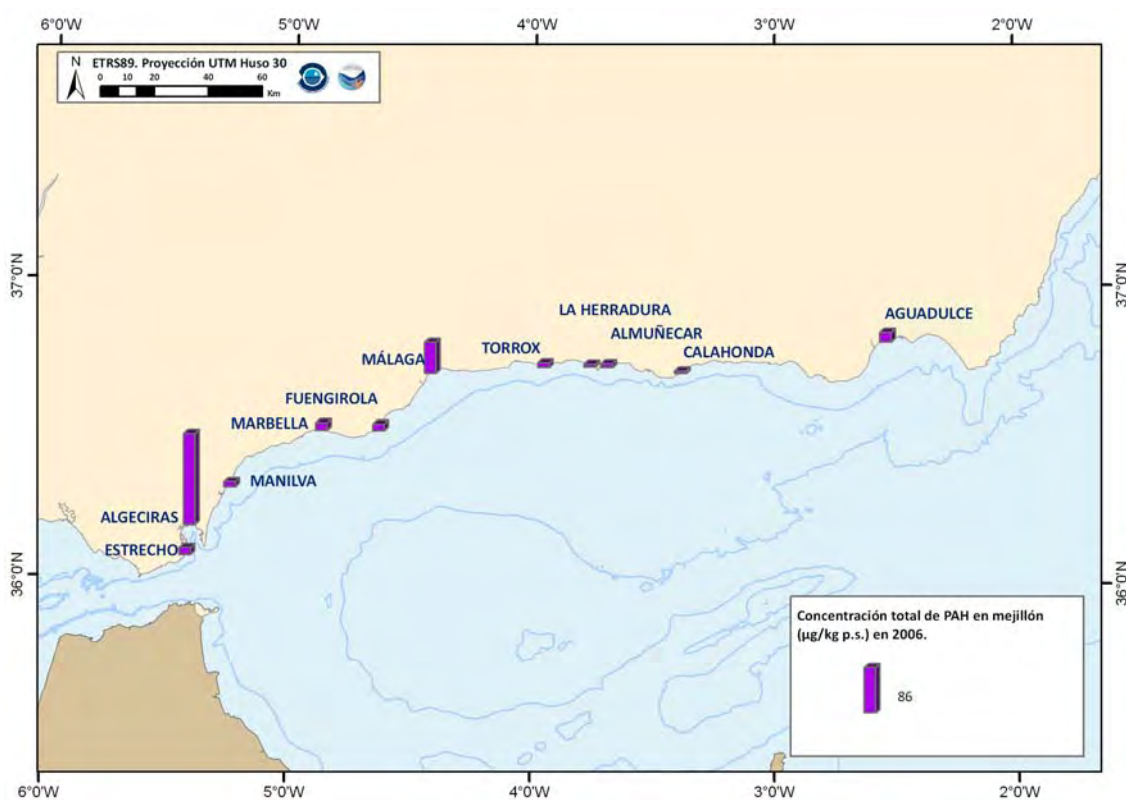 6°0'W 5°0'W 4°0'W 3°0'W 2°0'W
N ETRS89. Proyección UTM Huso 30
0 10 20 40 60
Km
37°0'N 37°0'N
LA HERRADURA
AGUADULCE
ALMUÑECAR
TORROX
CALAHONDA
MÁLAGA
FUENGIROLA
MARBELLA
MANILVA
ALGECIRAS
ESTRECHO
36°0'N 36°0'N
Concentración total de PAH en mejillón
(µg/kg p.s.) en 2006.
86
6°0'W 5°0'W 4°0'W 3°0'W 2°0'W